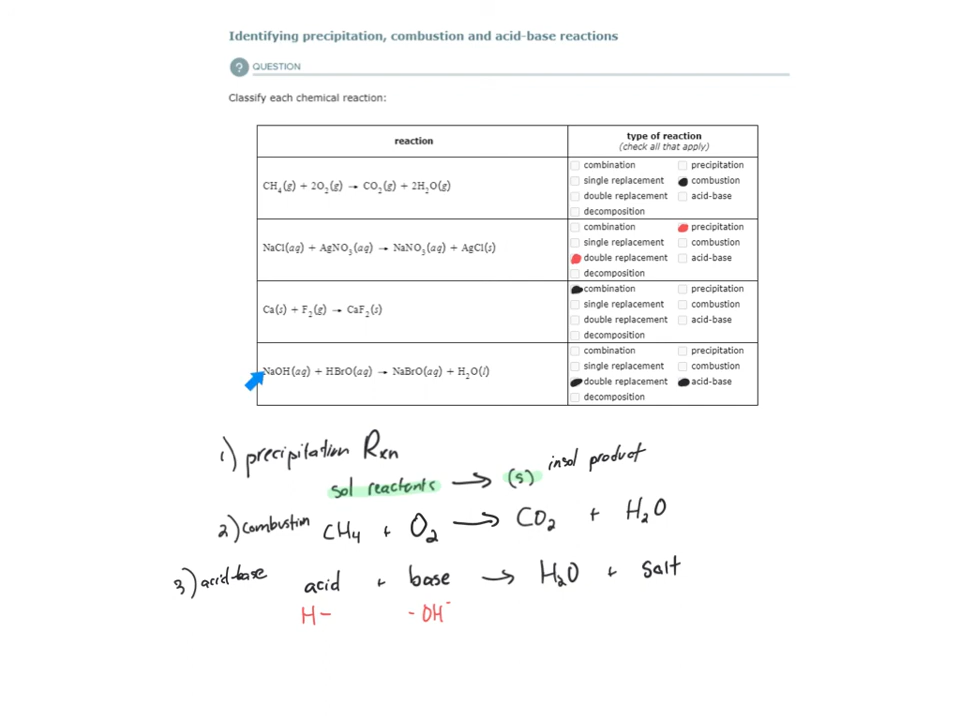 Identifying precipitation, combustion and acid-base reactions
? QUESTION
Classify each chemical reaction:
reaction
type of reaction
(check all that apply)
CH₄(g) + 2O₂(g) → CO₂(g) + 2H₂O(g)
combination precipitation
single replacement combustion
double replacement acid-base
decomposition
NaCl(aq) + AgNO₃(aq) → NaNO₃(aq) + AgCl(s)
combination precipitation
single replacement combustion
double replacement acid-base
decomposition
Ca(s) + F₂(g) → CaF₂(s)
combination precipitation
single replacement combustion
double replacement acid-base
decomposition
NaOH(aq) + HBrO(aq) → NaBrO(aq) + H₂O(l)
combination precipitation
single replacement combustion
double replacement acid-base
decomposition
1) precipitation Rxn
sol reactants → (s) insol product
2) combustion CH₄ + O₂ → CO₂ + H₂O
3) acid-base acid + base → H₂O + salt
H- -OH⁻